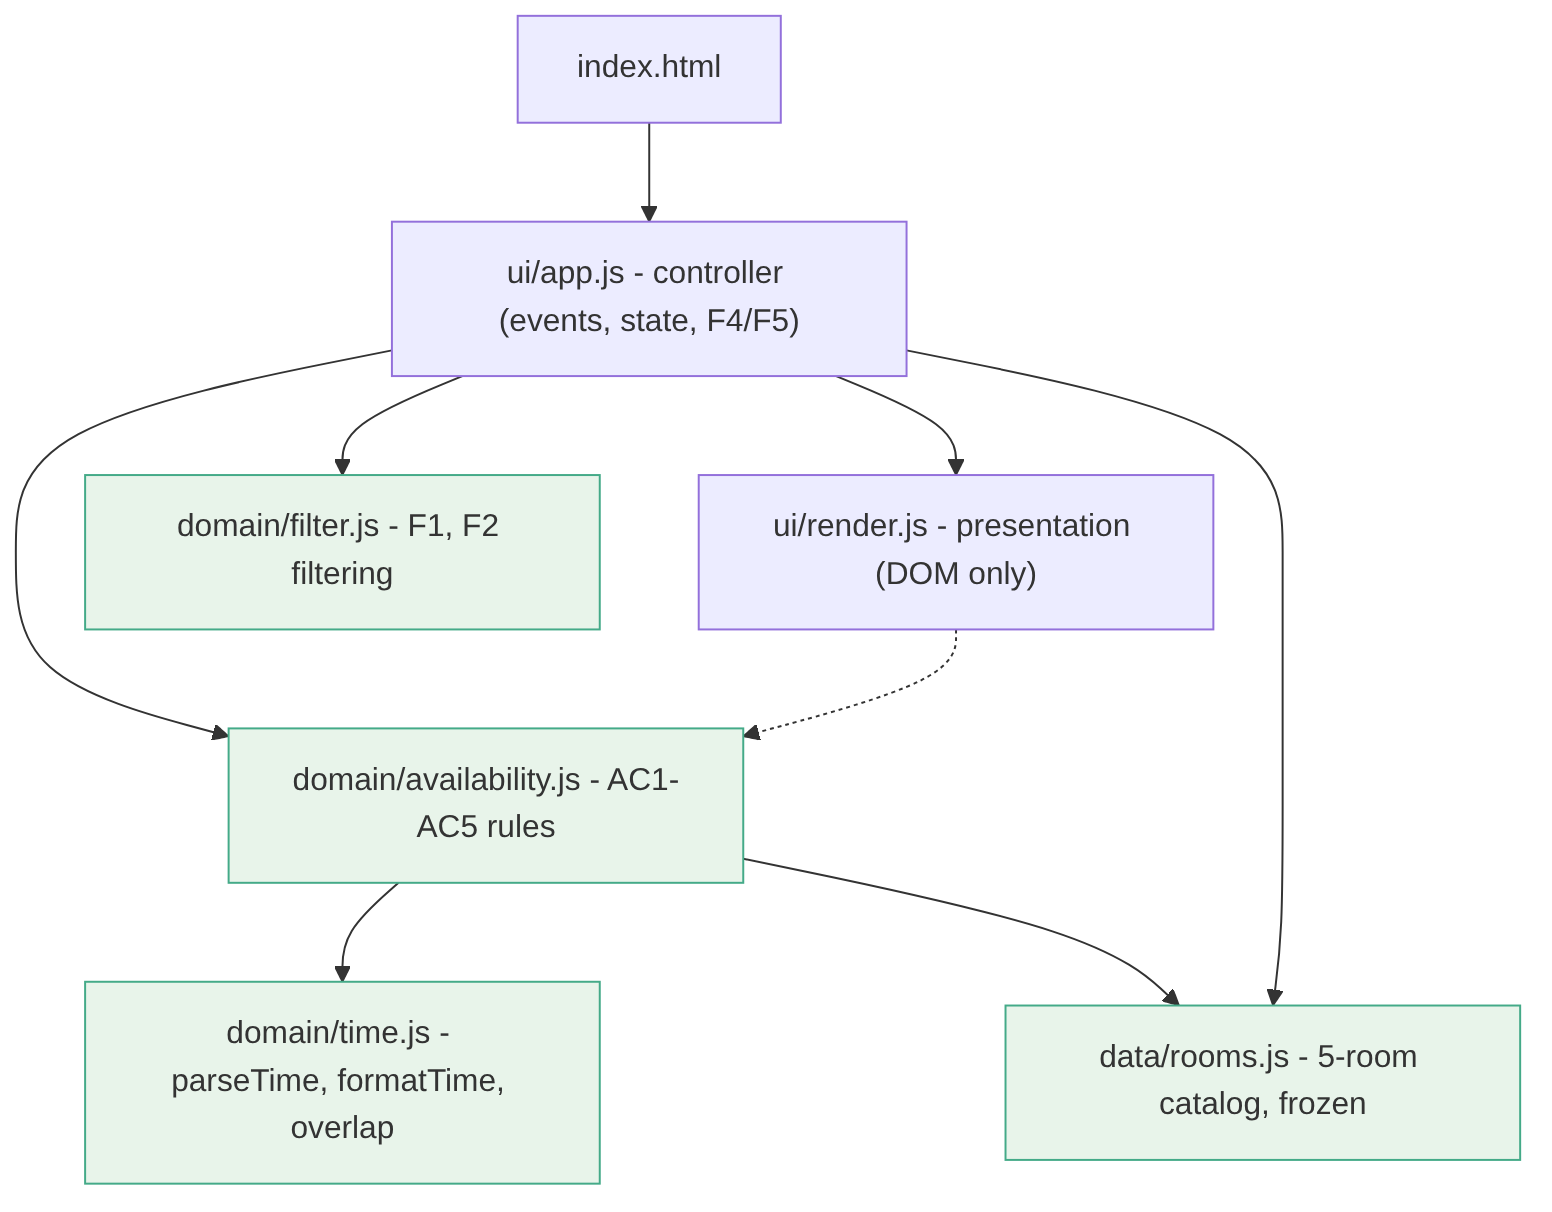 index.html
ui/app.js - controller
(events, state, F4/F5)
domain/filter.js - F1, F2
filtering
ui/render.js - presentation
(DOM only)
domain/availability.js - AC1-
AC5 rules
domain/time.js -
parseTime, formatTime,
overlap
data/rooms.js - 5-room
catalog, frozen